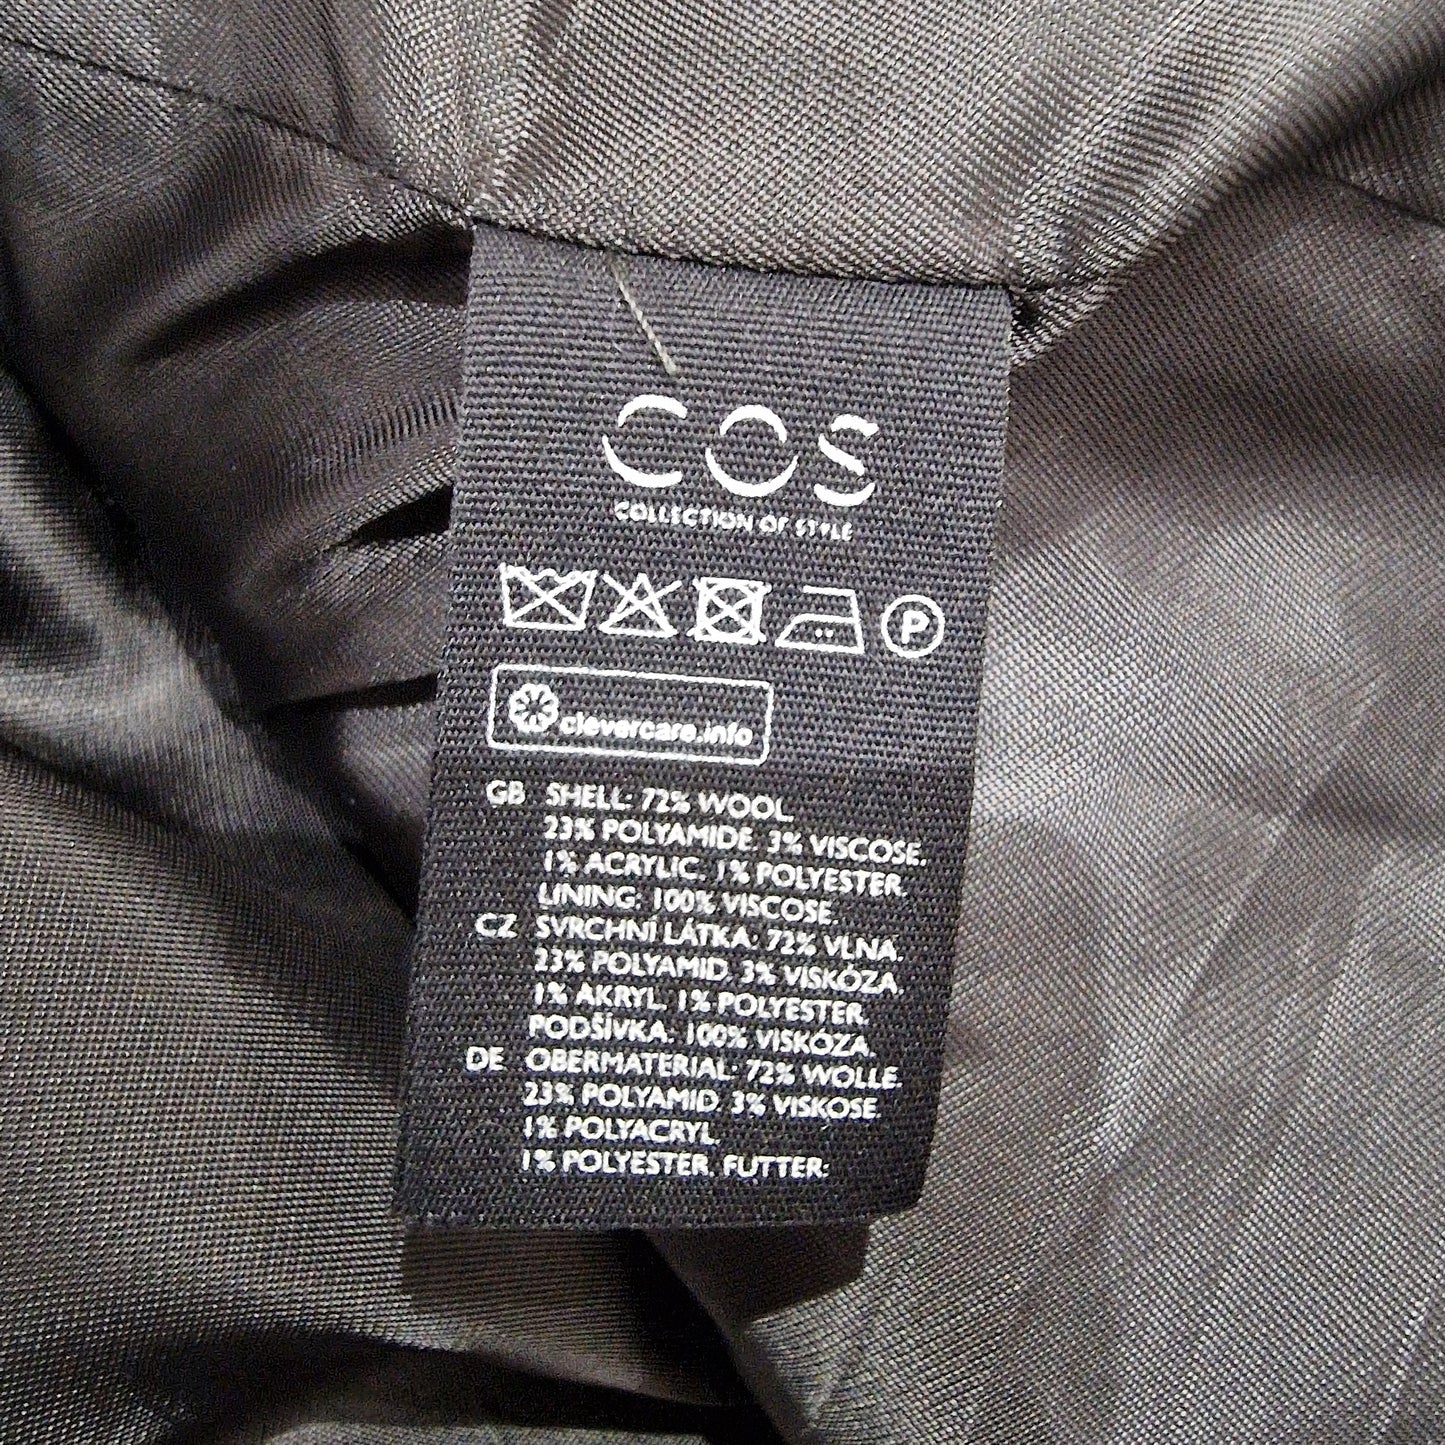 COS
COLLECTION OF STYLE
P
clevercare.info
GB SHELL: 72% WOOL.
23% POLYAMIDE. 3% VISCOSE.
1% ACRYLIC. 1% POLYESTER.
LINING: 100% VISCOSE.
CZ SVRCHNÍ LÁTKA: 72% VLNA.
23% POLYAMID. 3% VISKÓZA.
1% AKRYL. 1% POLYESTER.
PODŠÍVKA: 100% VISKÓZA.
DE OBERMATERIAL: 72% WOLLE.
23% POLYAMID. 3% VISKOSE.
1% POLYACRYL.
1% POLYESTER. FUTTER: